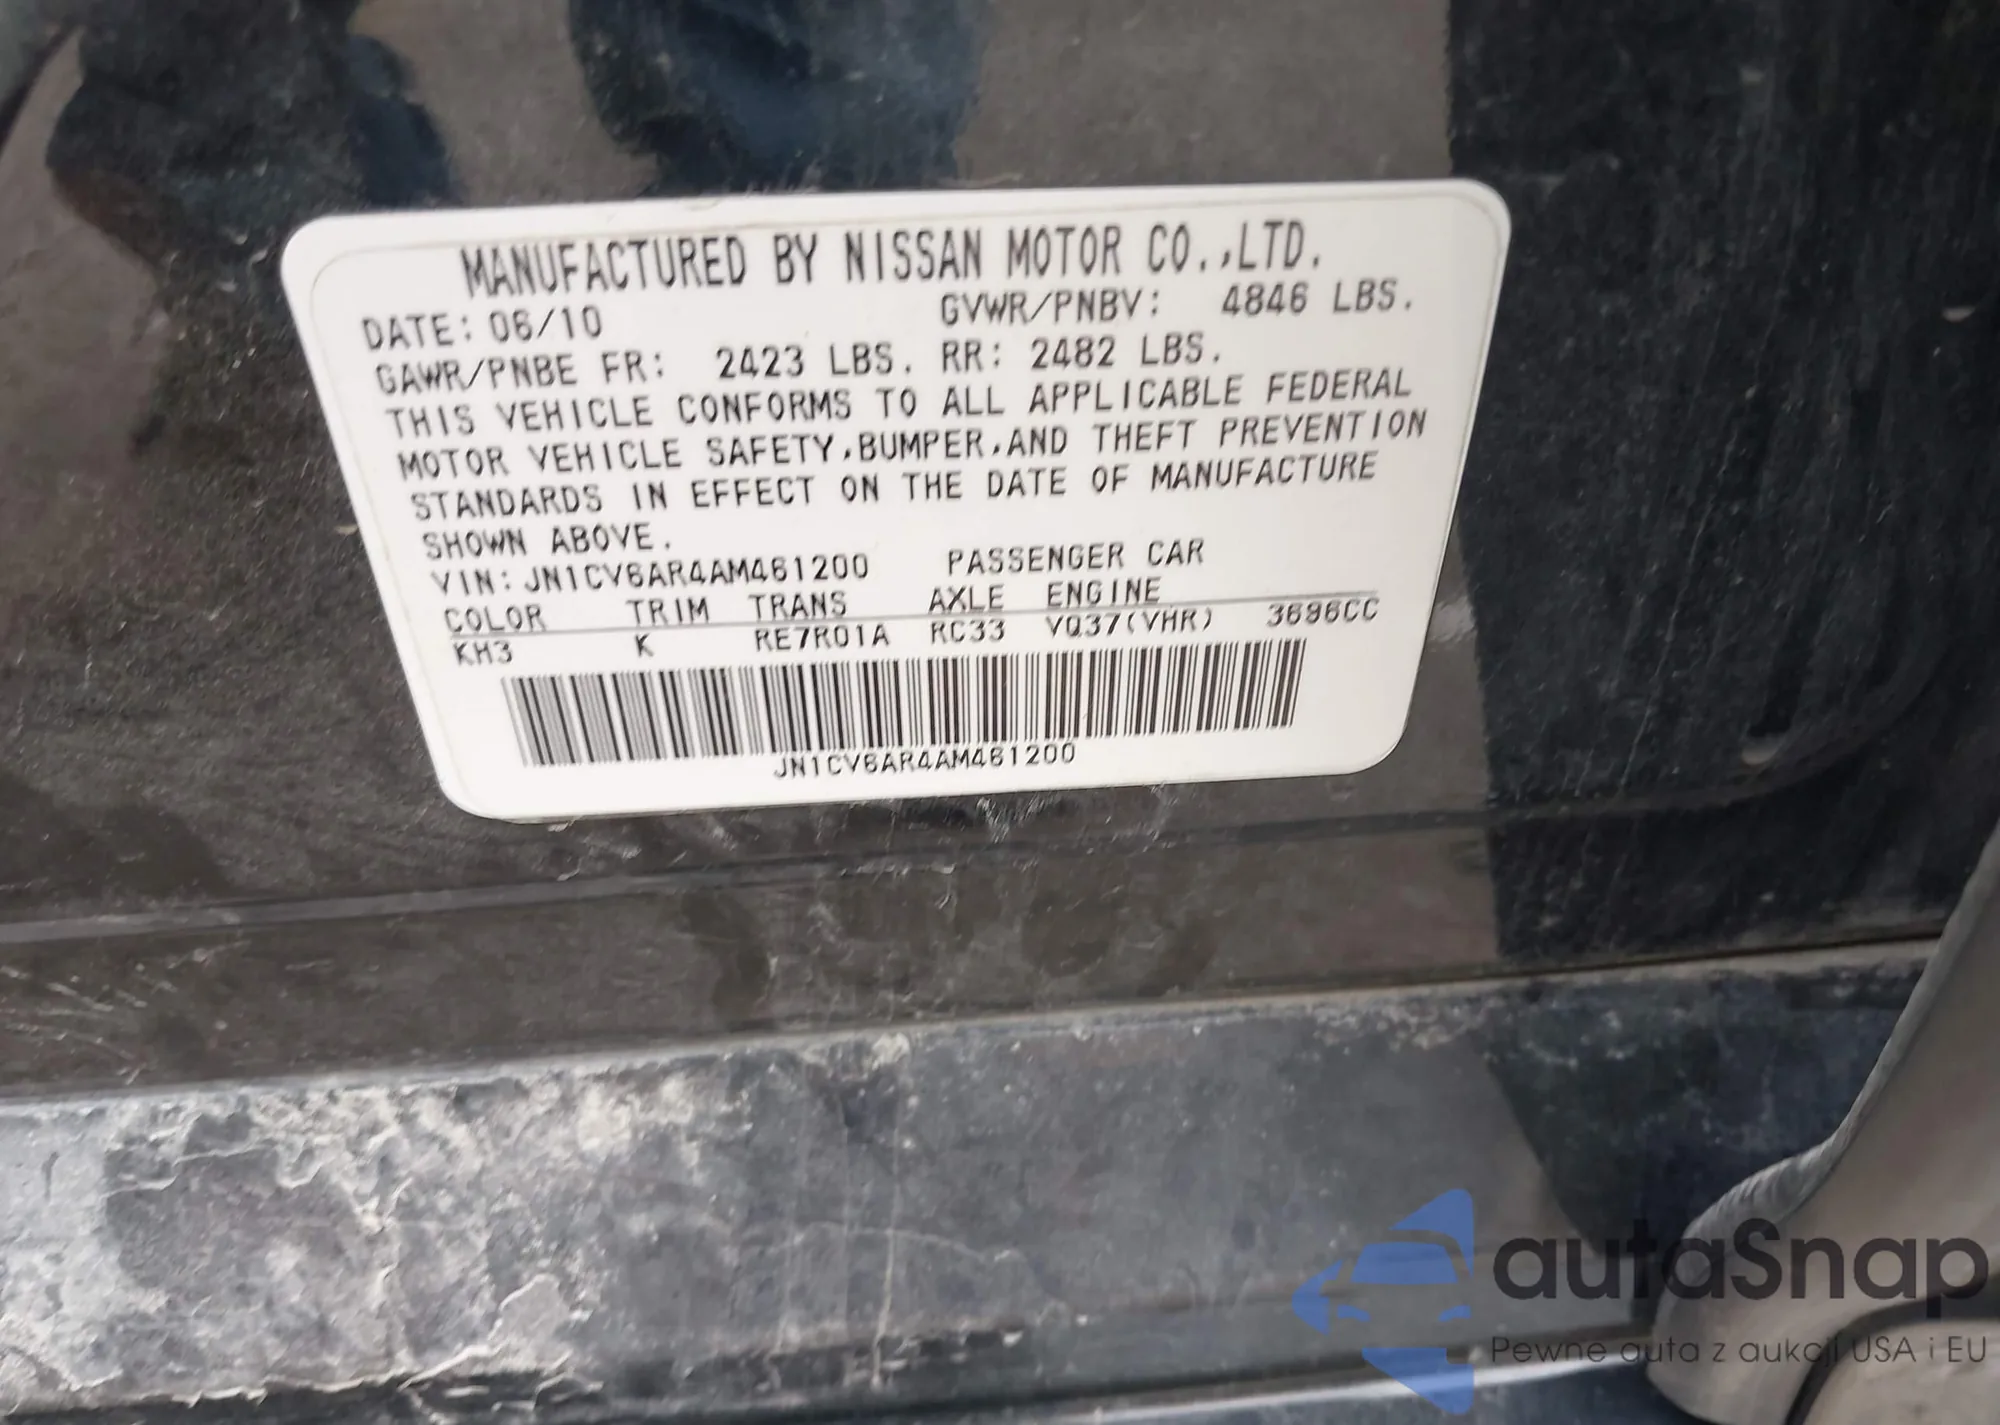 MANUFACTURED BY NISSAN MOTOR CO.,LTD.
DATE: 06/10 GVWR/PNBV: 4846 LBS.
GAWR/PNBE FR: 2423 LBS. RR: 2482 LBS.
THIS VEHICLE CONFORMS TO ALL APPLICABLE FEDERAL
MOTOR VEHICLE SAFETY,BUMPER,AND THEFT PREVENTION
STANDARDS IN EFFECT ON THE DATE OF MANUFACTURE
SHOWN ABOVE.
VIN: JN1CV6AR4AM461200 PASSENGER CAR
COLOR TRIM TRANS AXLE ENGINE
KH3 K RE7R01A RC33 VQ37(VHR) 3696CC
JN1CV6AR4AM461200
autaSnap
Pewne auta z aukcji USA i EU